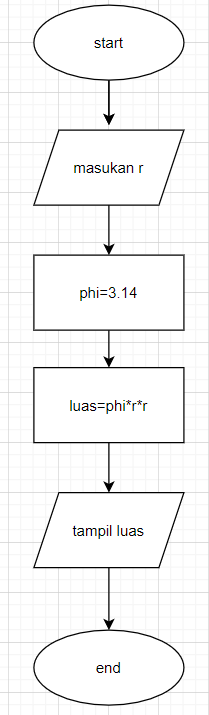 start
masukan r
phi=3.14
luas=phi*r*r
tampil luas
end